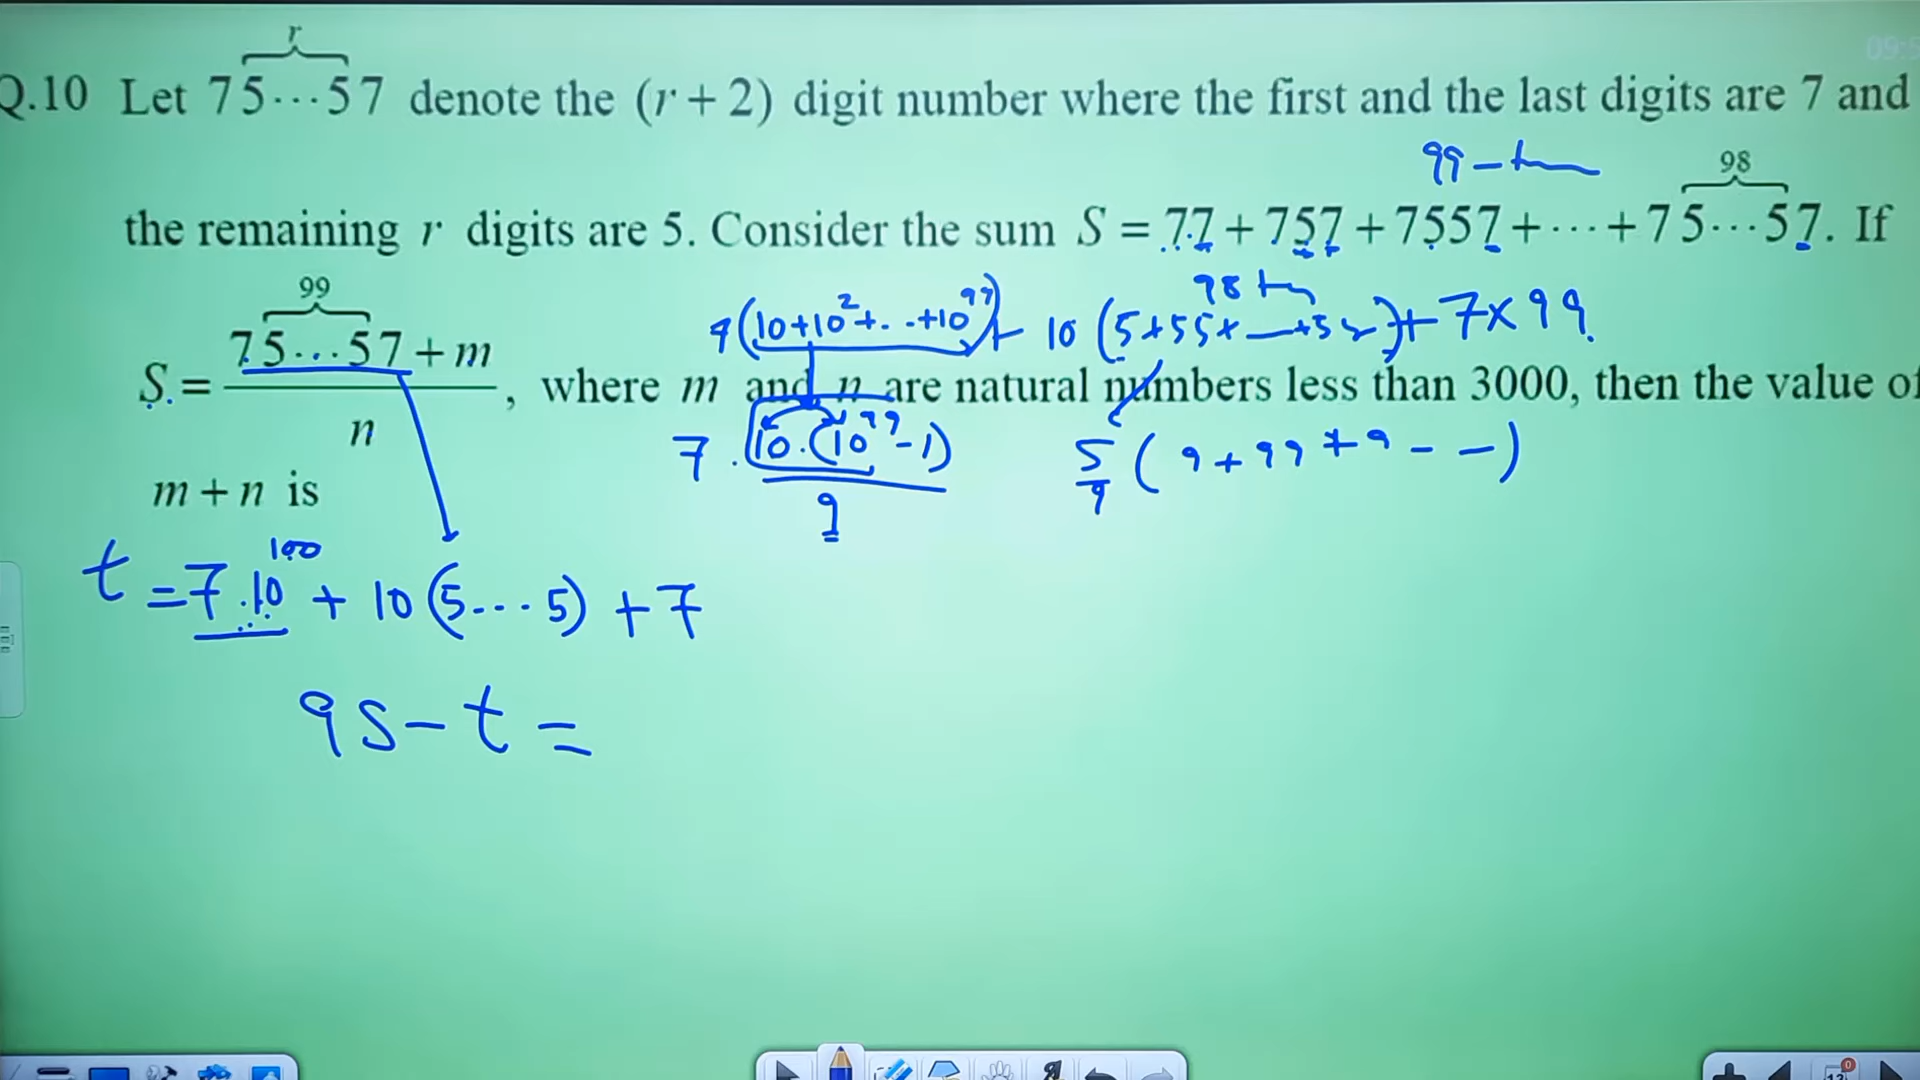 r
Q.10 Let 75...57 denote the (r + 2) digit number where the first and the last digits are 7 and
99 -
98
the remaining r digits are 5. Consider the sum S = 77 + 757 + 7557 + ... + 75...57. If
99
S = (75...57 + m) / n, where m and n are natural numbers less than 3000, then the value of
7(10+10²+...+10⁹⁹) + 10(5+55+ — +5 ) + 7×99
98
7 . 10.(10⁹⁹-1) / 9
5/9 (9+99+9 - -)
m + n is
t = 7.10¹⁰⁰ + 10(5...5) + 7
9S - t =